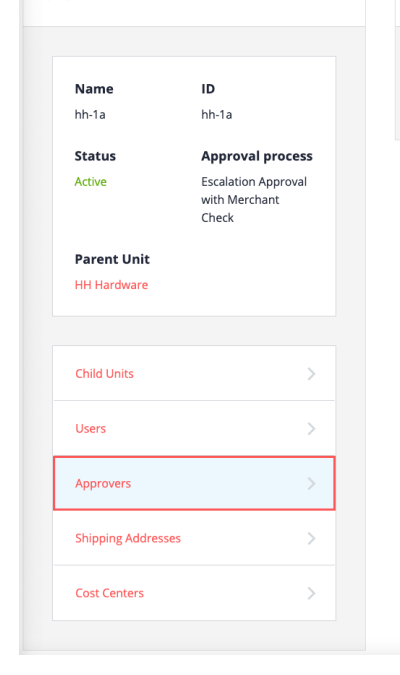 Name
ID
hh-1a
hh-1a
Status
Approval process
Active
Escalation Approval
with Merchant
Check
Parent Unit
HH Hardware
Child Units
Users
Approvers
Shipping Addresses
Cost Centers